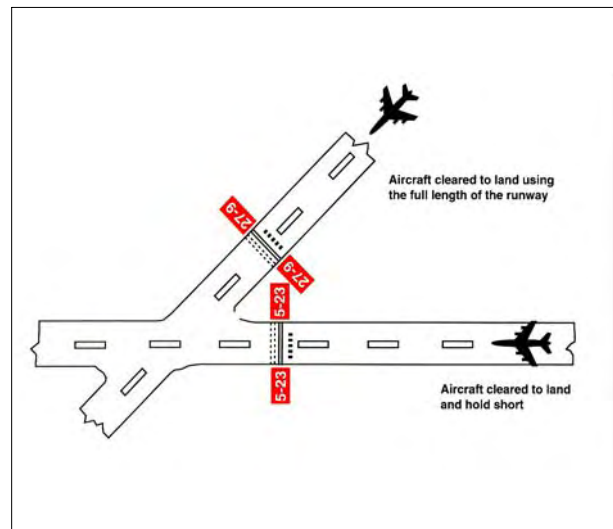 Aircraft cleared to land using
the full length of the runway
27-9
27-9
5-23
5-23
Aircraft cleared to land
and hold short